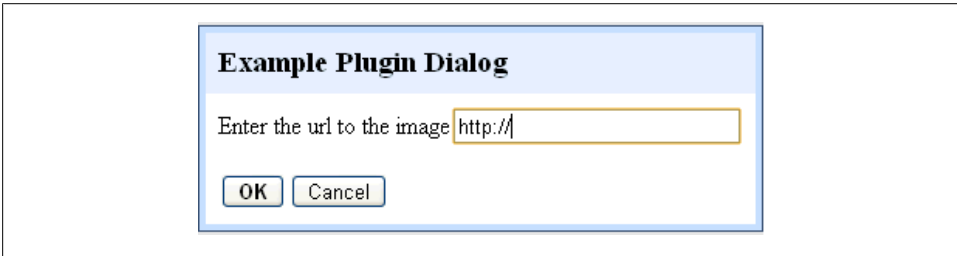 Example Plugin Dialog
Enter the url to the image http://
OK Cancel